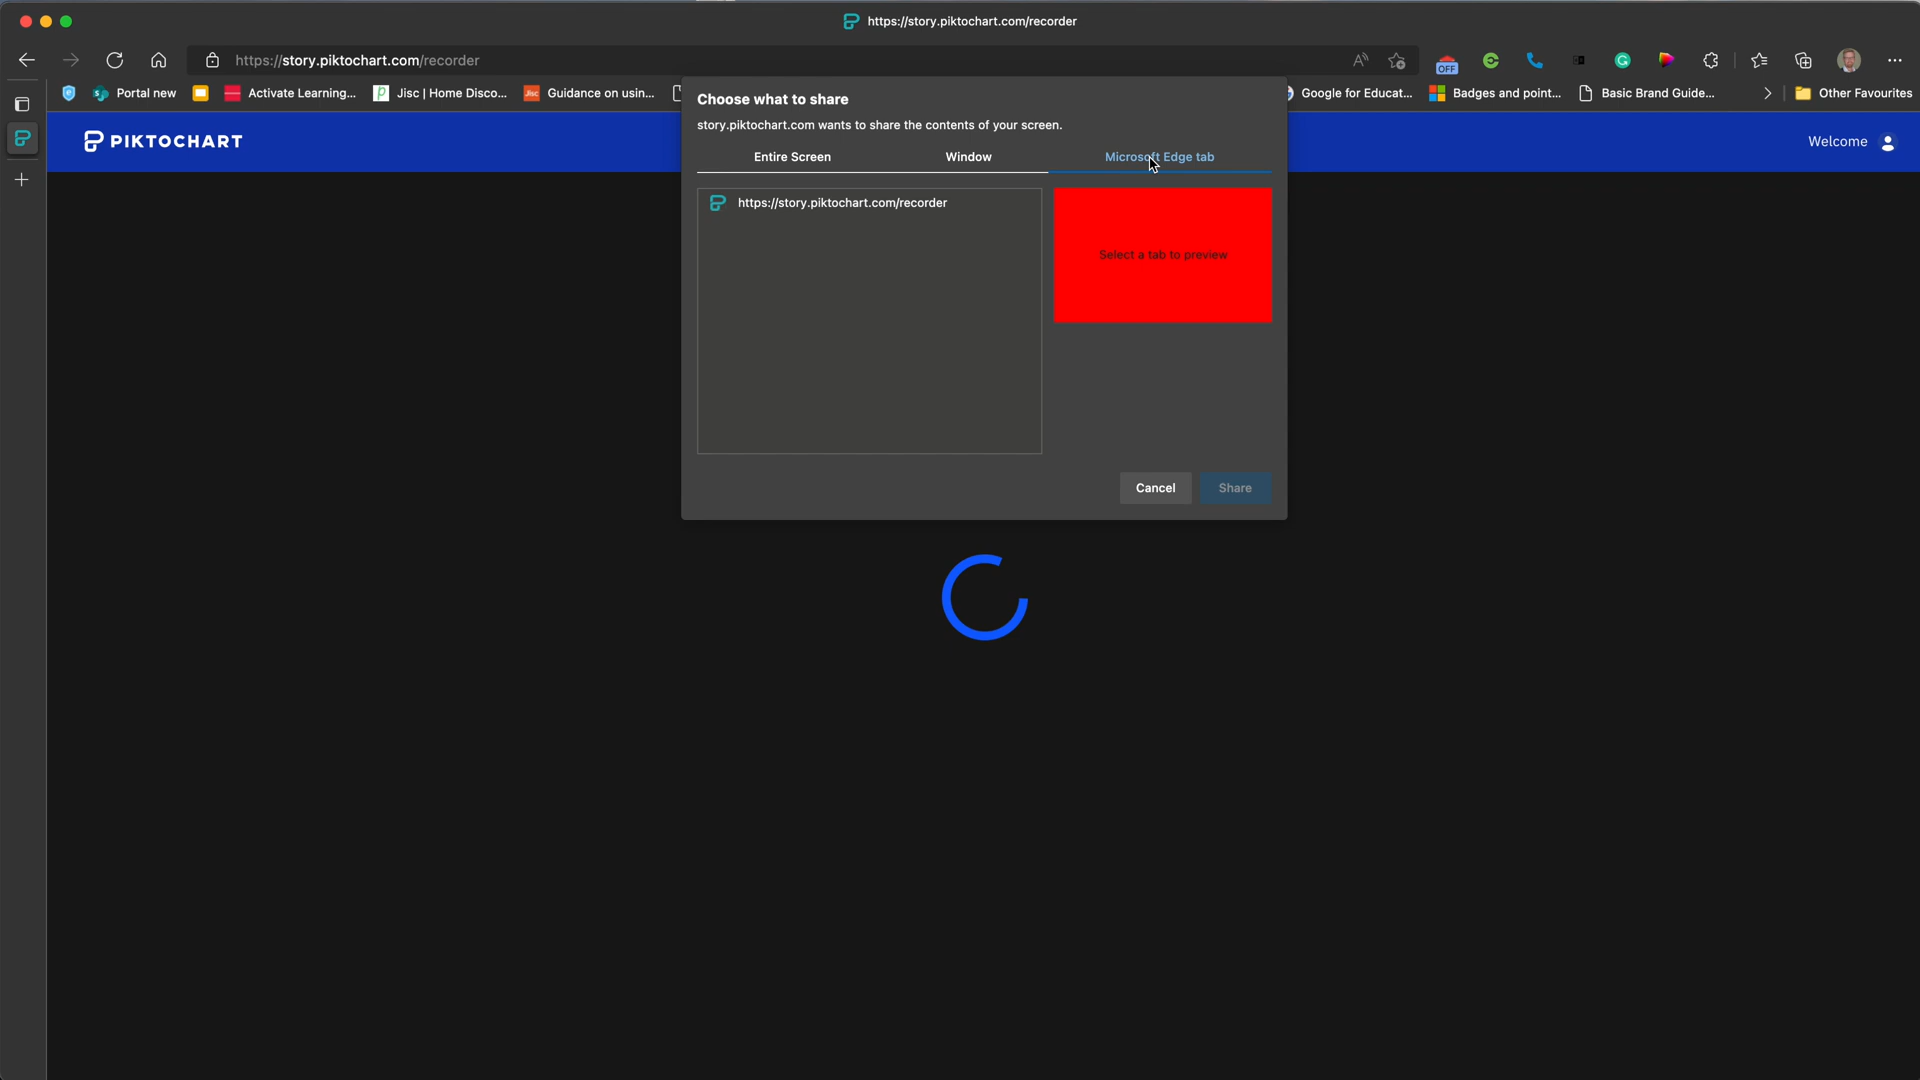 https://story.piktochart.com/recorder
https://story.piktochart.com/recorder
OFF
Portal new
Activate Learning...
Jisc | Home Disco...
Jisc
Guidance on usin...
Google for Educat...
Badges and point...
Basic Brand Guide...
Other Favourites
PIKTOCHART
Welcome
Choose what to share
story.piktochart.com wants to share the contents of your screen.
Entire Screen
Window
Microsoft Edge tab
https://story.piktochart.com/recorder
Select a tab to preview
Cancel
Share